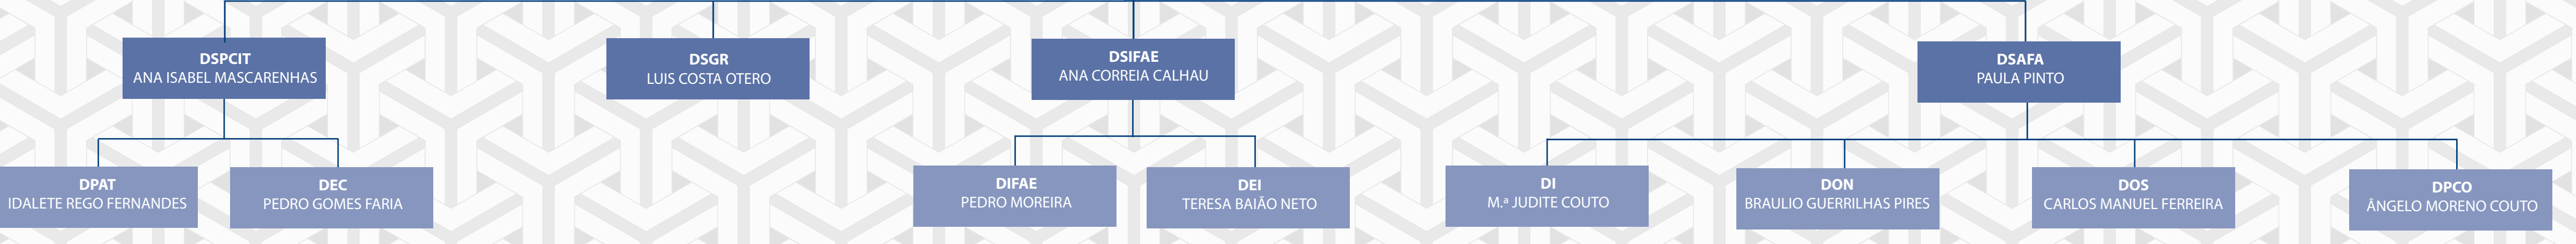 DSPCIT
ANA ISABEL MASCARENHAS
DSGR
LUIS COSTA OTERO
DSIFAE
ANA CORREIA CALHAU
DSAFA
PAULA PINTO
DPAT
IDALETE REGO FERNANDES
DEC
PEDRO GOMES FARIA
DIFAE
PEDRO MOREIRA
DEI
TERESA BAIÃO NETO
DI
M.ª JUDITE COUTO
DON
BRAULIO GUERRILHAS PIRES
DOS
CARLOS MANUEL FERREIRA
DPCO
ÂNGELO MORENO COUTO